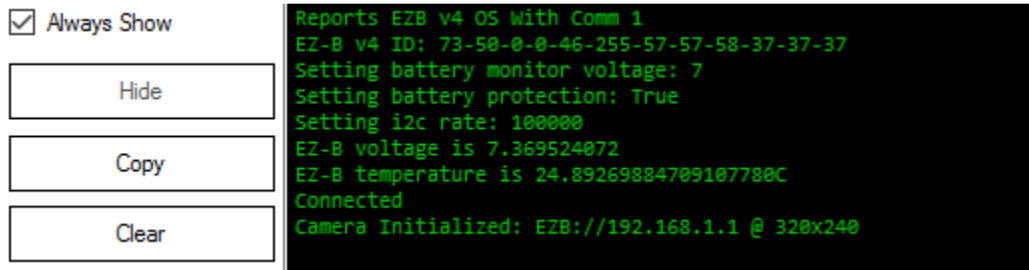 Always Show
Hide
Copy
Clear
Reports EZB v4 OS With Comm 1
EZ-B v4 ID: 73-50-0-0-46-255-57-57-58-37-37-37
Setting battery monitor voltage: 7
Setting battery protection: True
Setting i2c rate: 100000
EZ-B voltage is 7.369524072
EZ-B temperature is 24.89269884709107780C
Connected
Camera Initialized: EZB://192.168.1.1 @ 320x240